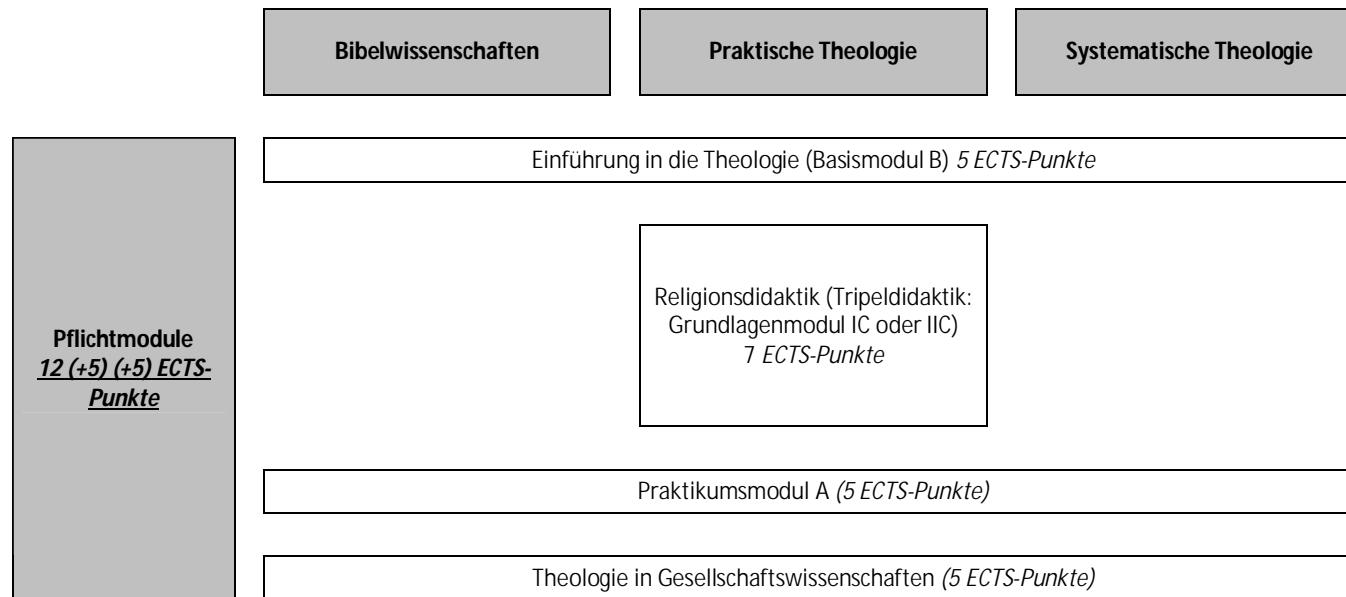 Bibelwissenschaften
Praktische Theologie
Systematische Theologie
Einführung in die Theologie (Basismodul B) 5 ECTS-Punkte
Religionsdidaktik (Tripeldidaktik:
Grundlagenmodul IC oder IIC)
7 ECTS-Punkte
Pflichtmodule
12 (+5) (+5) ECTS-
Punkte
Praktikumsmodul A (5 ECTS-Punkte)
Theologie in Gesellschaftswissenschaften (5 ECTS-Punkte)